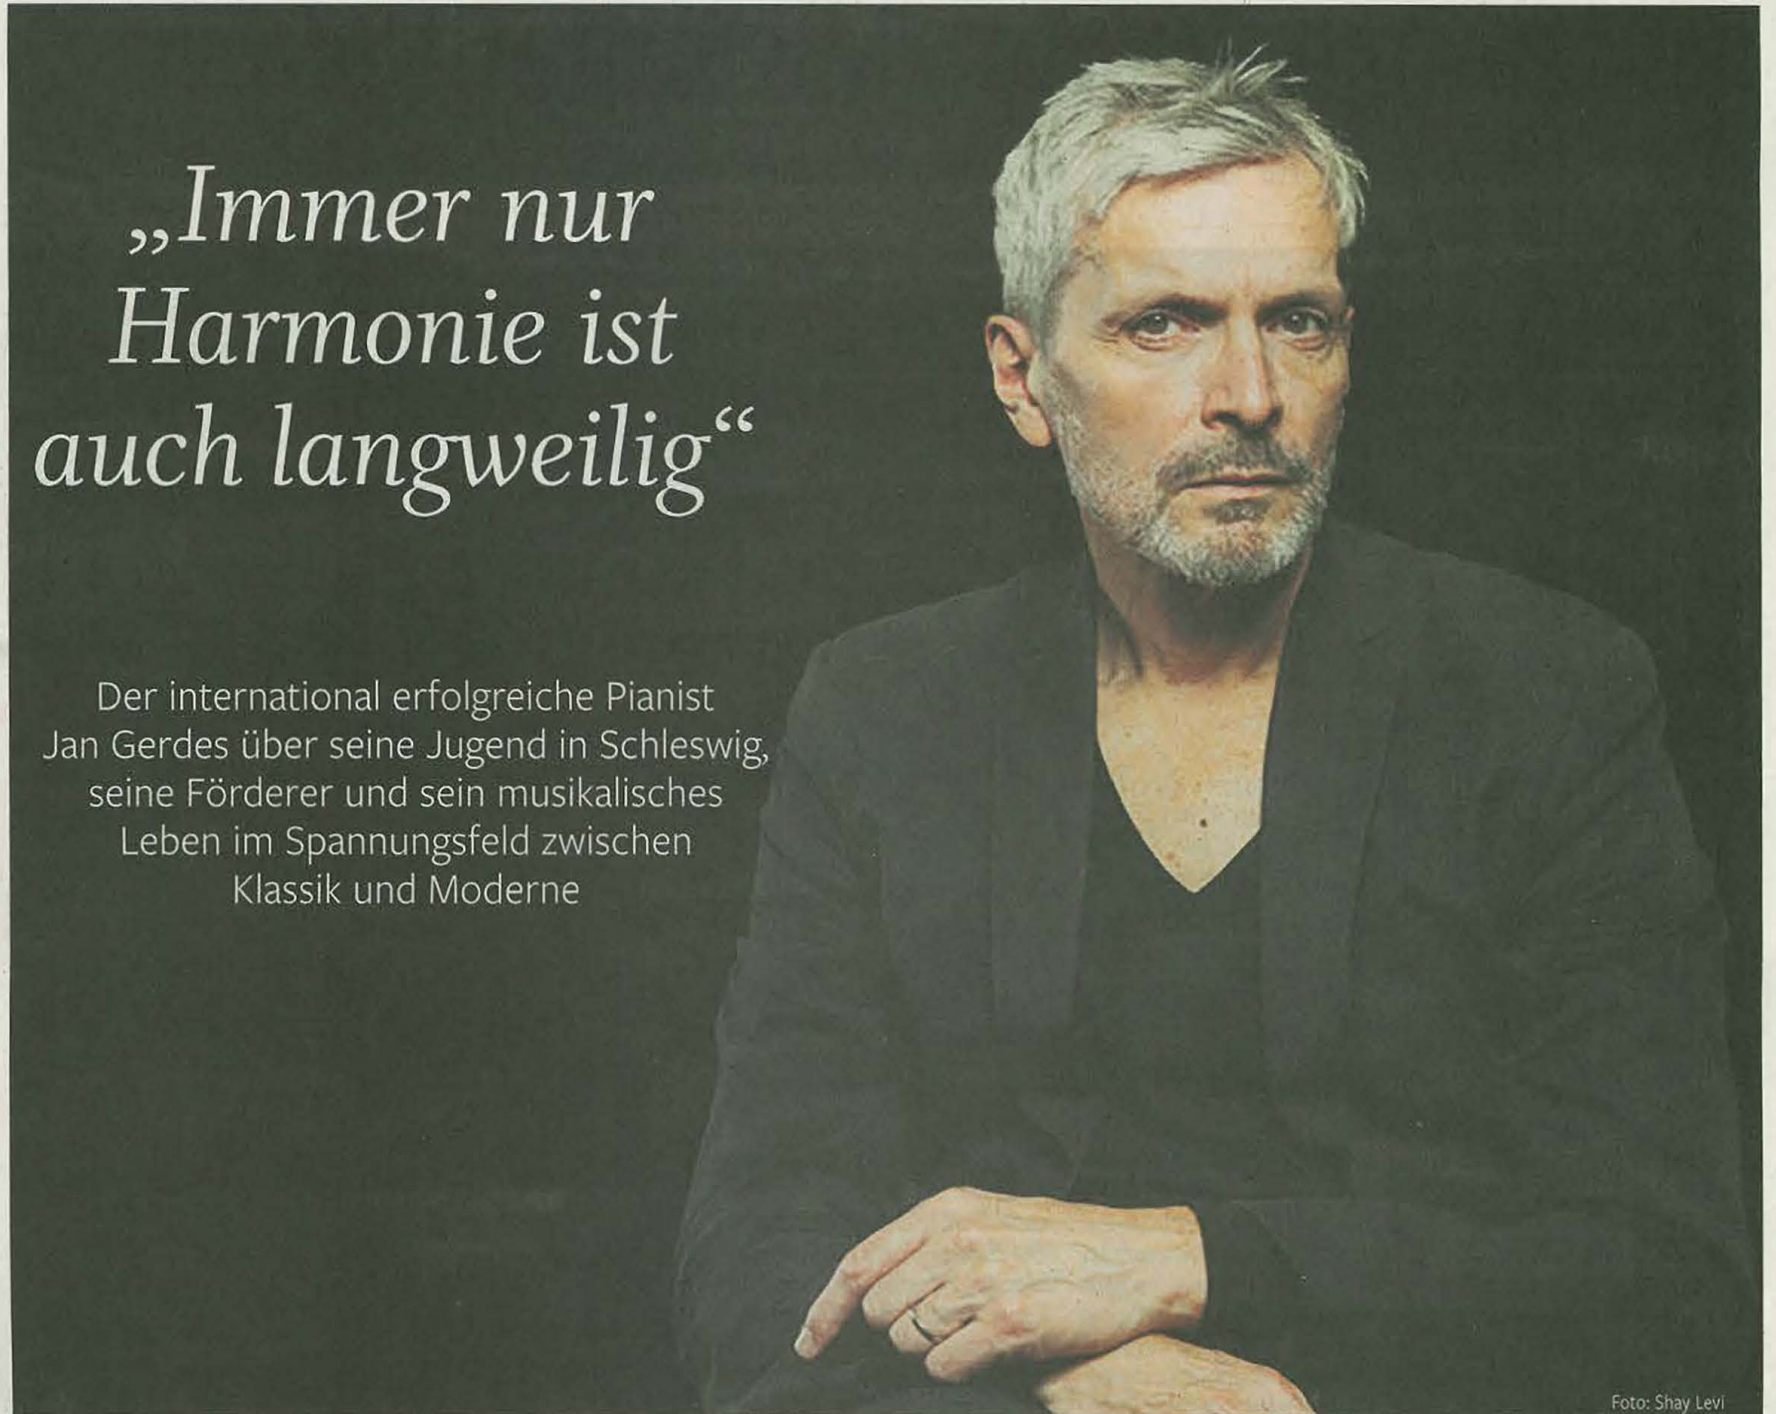 „Immer nur
Harmonie ist
auch langweilig“
Der international erfolgreiche Pianist
Jan Gerdes über seine Jugend in Schleswig,
seine Förderer und sein musikalisches
Leben im Spannungsfeld zwischen
Klassik und Moderne
Foto: Shay Levi